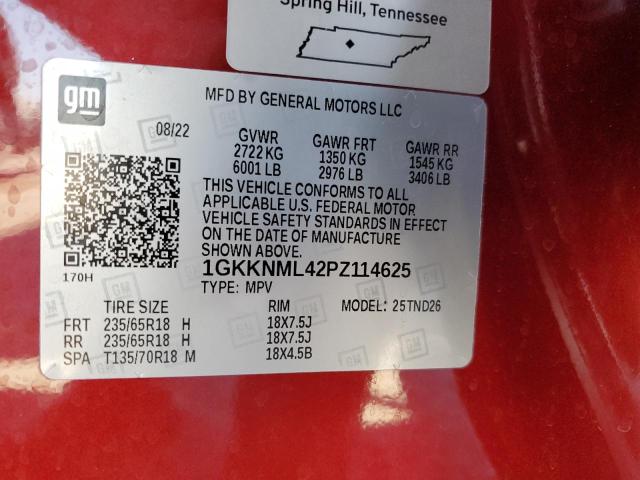 Spring Hill, Tennessee
gm
MFD BY GENERAL MOTORS LLC
08/22
GVWR GAWR FRT GAWR RR
2722 KG 1350 KG 1545 KG
6001 LB 2976 LB 3406 LB
THIS VEHICLE CONFORMS TO ALL
APPLICABLE U.S. FEDERAL MOTOR
VEHICLE SAFETY STANDARDS IN EFFECT
ON THE DATE OF MANUFACTURE
SHOWN ABOVE.
170H
1GKKNML42PZ114625
TYPE: MPV
TIRE SIZE RIM MODEL: 25TND26
FRT 235/65R18 H 18X7.5J
RR 235/65R18 H 18X7.5J
SPA T135/70R18 M 18X4.5B